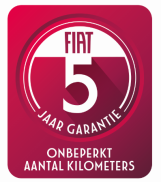 FIAT
5
JAAR GARANTIE
ONBEPERKT
AANTAL KILOMETERS